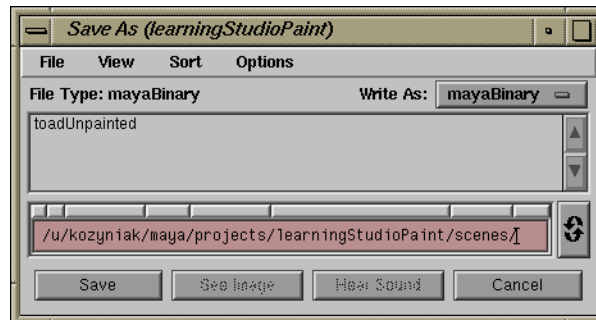 Save As (learningStudioPaint)
File View Sort Options
File Type: mayaBinary Write As: mayaBinary
toadUnpainted
/u/kozyniak/maya/projects/learningStudioPaint/scenes/
Save See Image Hear Sound Cancel